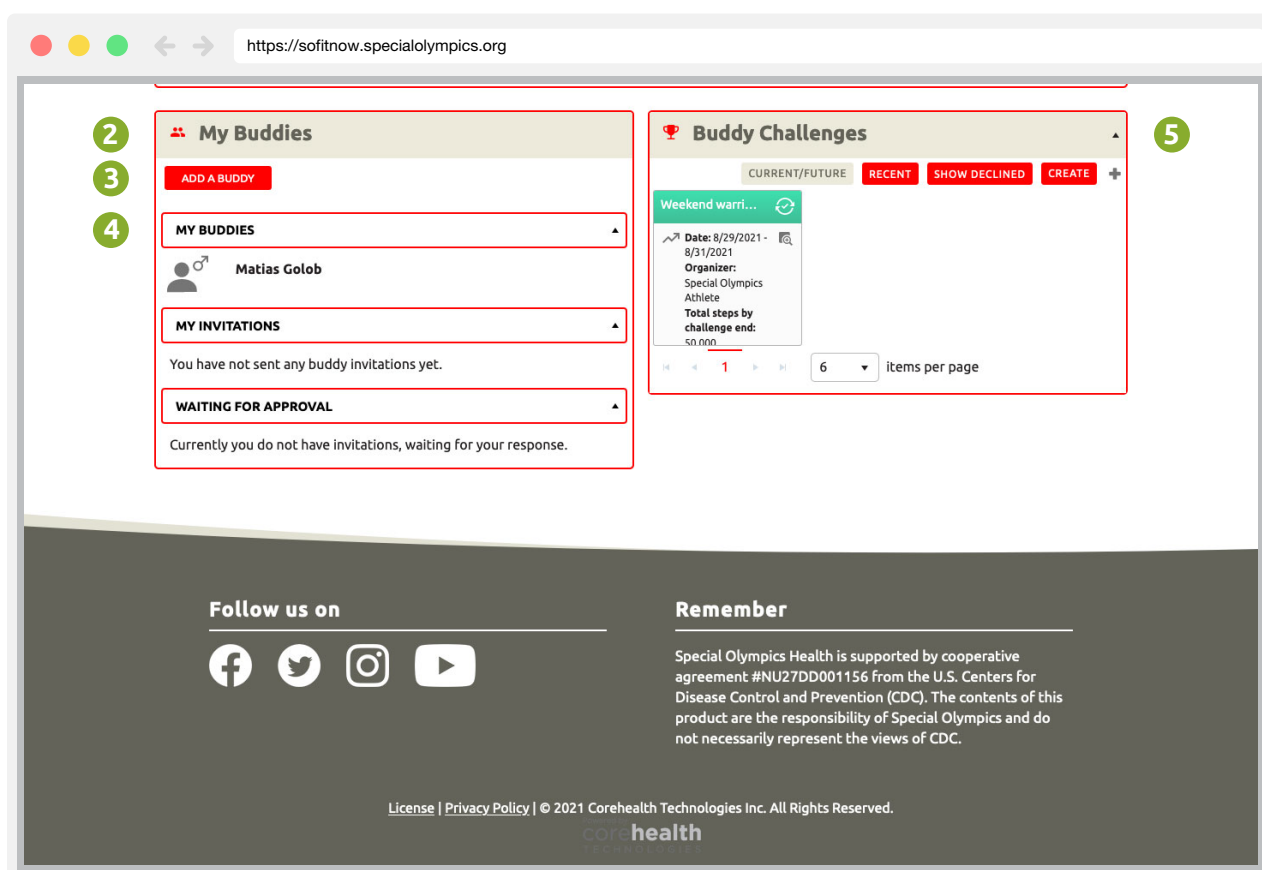 https://sofitnow.specialolympics.org
2
My Buddies
3
ADD A BUDDY
4
MY BUDDIES
Matias Golob
MY INVITATIONS
You have not sent any buddy invitations yet.
WAITING FOR APPROVAL
Currently you do not have invitations, waiting for your response.
Buddy Challenges
5
CURRENT/FUTURE RECENT SHOW DECLINED CREATE
Weekend warri...
Date: 8/29/2021 -
8/31/2021
Organizer:
Special Olympics
Athlete
Total steps by
challenge end:
50,000
1 6 items per page
Follow us on
Remember
Special Olympics Health is supported by cooperative
agreement #NU27DD001156 from the U.S. Centers for
Disease Control and Prevention (CDC). The contents of this
product are the responsibility of Special Olympics and do
not necessarily represent the views of CDC.
License | Privacy Policy | © 2021 Corehealth Technologies Inc. All Rights Reserved.
corehealth
TECHNOLOGIES